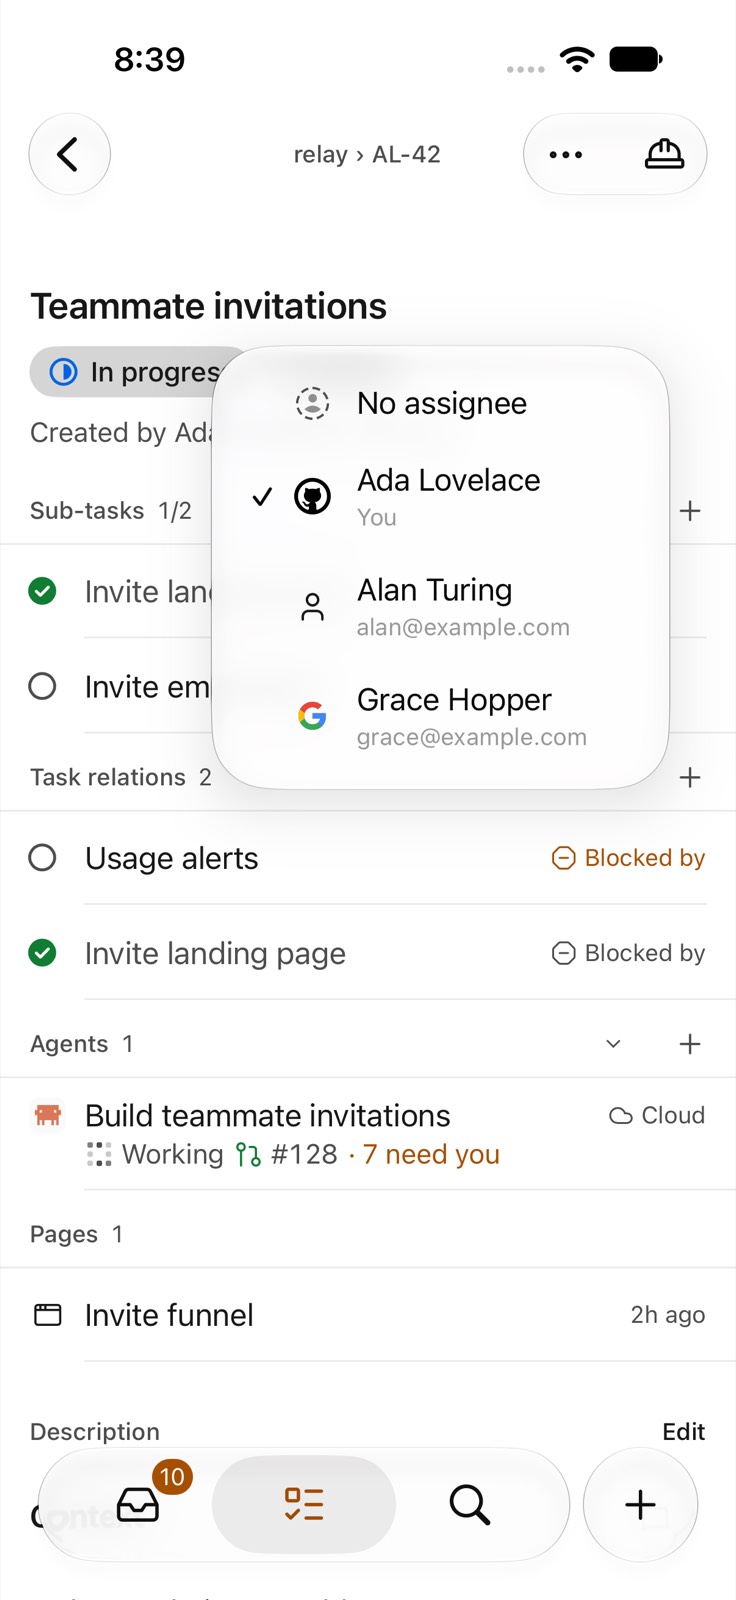 8:39
relay › AL-42
Teammate invitations
In progres
No assignee
Created by Ada
Ada Lovelace
You
Sub-tasks 1/2
Invite lan
Alan Turing
alan@example.com
Invite em
Grace Hopper
grace@example.com
Task relations 2
Usage alerts
Blocked by
Invite landing page
Blocked by
Agents 1
Build teammate invitations
Cloud
Working #128 · 7 need you
Pages 1
Invite funnel
2h ago
Description
Edit
10